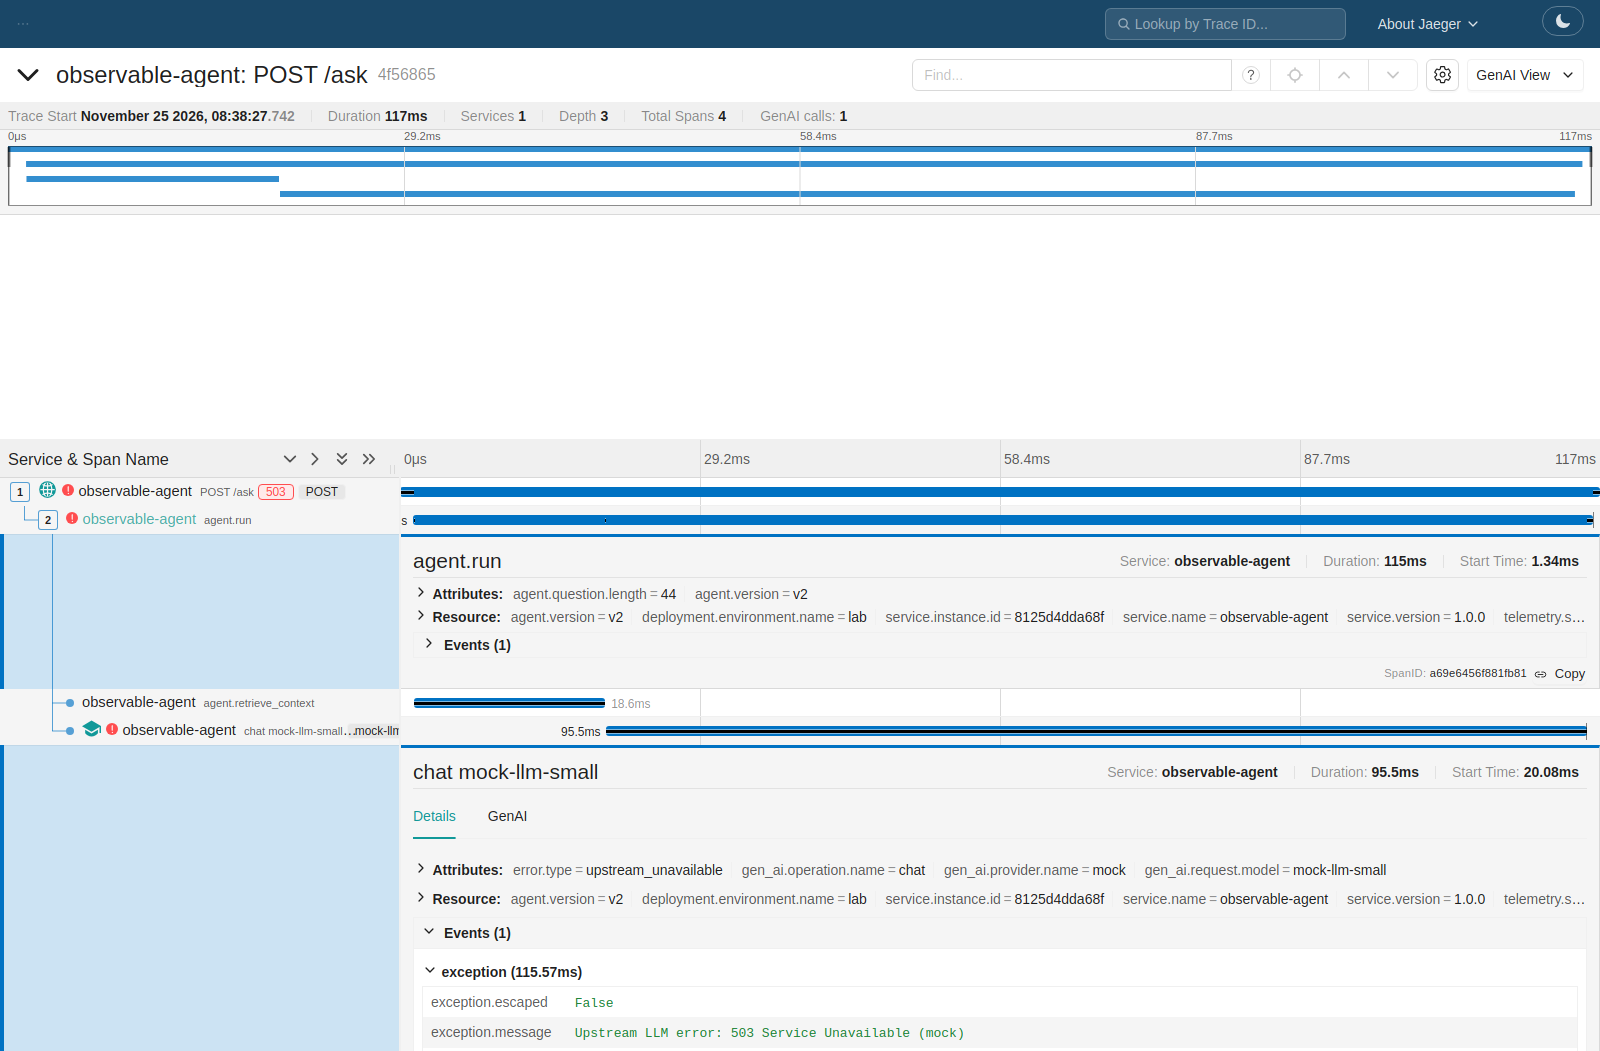 ...
Lookup by Trace ID...
About Jaeger
observable-agent: POST /ask 4f56865
Find...
?
GenAI View
Trace Start November 25 2026, 08:38:27.742 Duration 117ms Services 1 Depth 3 Total Spans 4 GenAI calls: 1
0μs 29.2ms 58.4ms 87.7ms 117ms
Service & Span Name 0μs 29.2ms 58.4ms 87.7ms 117ms
1 ! observable-agent POST /ask 503 POST
2 ! observable-agent agent.run s
agent.run Service: observable-agent Duration: 115ms Start Time: 1.34ms
Attributes: agent.question.length = 44 agent.version = v2
Resource: agent.version = v2 deployment.environment.name = lab service.instance.id = 8125d4dda68f service.name = observable-agent service.version = 1.0.0 telemetry.s...
Events (1)
SpanID: a69e6456f881fb81 Copy
observable-agent agent.retrieve_context 18.6ms
! observable-agent chat mock-llm-small... mock-llm 95.5ms
chat mock-llm-small Service: observable-agent Duration: 95.5ms Start Time: 20.08ms
Details GenAI
Attributes: error.type = upstream_unavailable gen_ai.operation.name = chat gen_ai.provider.name = mock gen_ai.request.model = mock-llm-small
Resource: agent.version = v2 deployment.environment.name = lab service.instance.id = 8125d4dda68f service.name = observable-agent service.version = 1.0.0 telemetry.s...
Events (1)
exception (115.57ms)
exception.escaped False
exception.message Upstream LLM error: 503 Service Unavailable (mock)